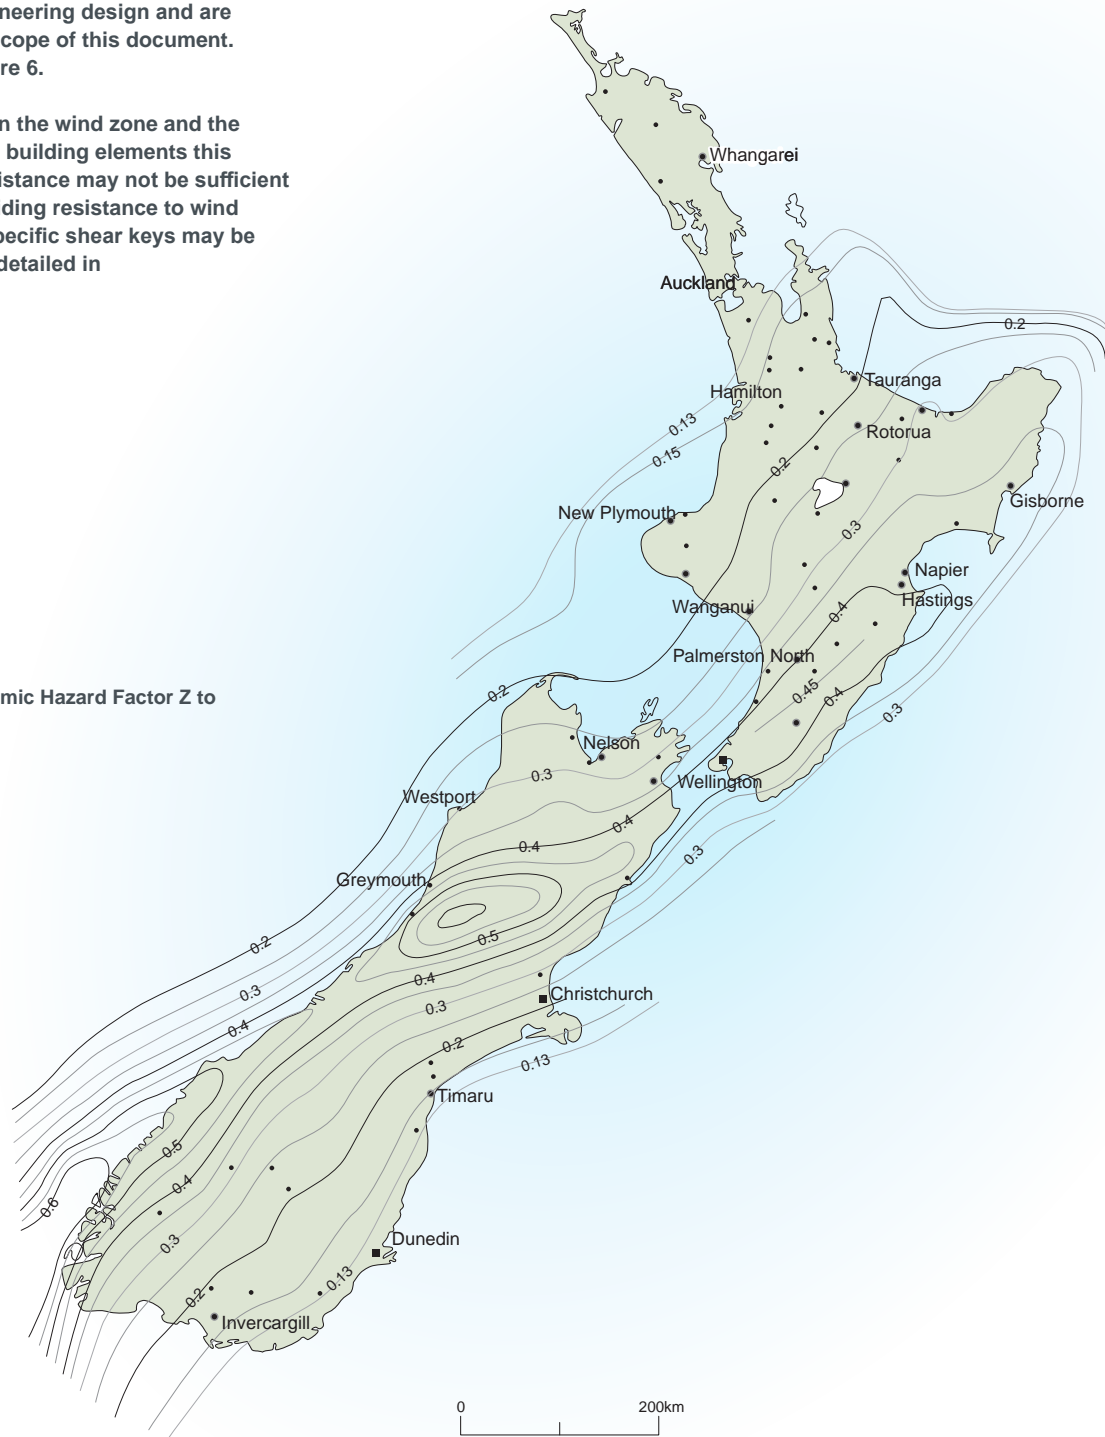 neering design and are
cope of this document.
re 6.
n the wind zone and the
building elements this
istance may not be sufficient
iding resistance to wind
pecific shear keys may be
detailed in
mic Hazard Factor Z to
Whangarei
Auckland
0.2
Tauranga
Hamilton
0.13
Rotorua
0.15
0.2
Gisborne
New Plymouth
0.3
Napier
Hastings
Wanganui
0.4
Palmerston North
0.45
0.4
0.2
0.3
Nelson
0.3
Wellington
Westport
0.4
0.4
0.3
Greymouth
0.5
0.2
0.4
0.3
Christchurch
0.3
0.4
0.2
0.13
Timaru
0.5
0.4
0.6
Dunedin
0.3
0.13
0.2
Invercargill
0 200km